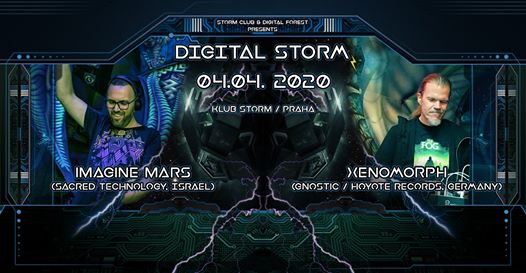 STORM CLUB & DIGITAL FOREST
PRESENTS
DIGITAL STORM
04.04. 2020
KLUB STORM / PRAHA
IMAGINE MARS
(SACRED TECHNOLOGY, ISRAEL)
XENOMORPH
(GNOSTIC / HOYOTE RECORDS, GERMANY)
THE
FOG